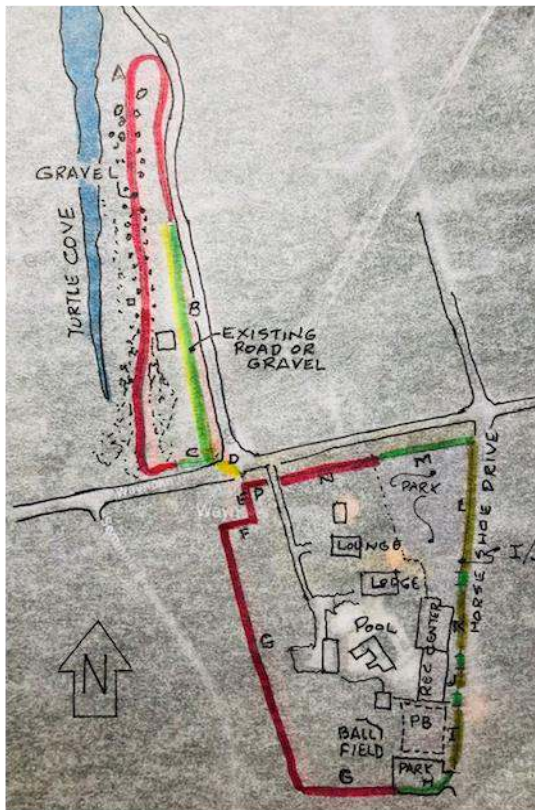 A
GRAVEL
TURTLE COVE
B
EXISTING
ROAD OR
GRAVEL
C
D
E
P
F
N
M
PARK
L
HORSE SHOE DRIVE
LOUNGE
LODGE
K
REC CENTER
POOL
G
J
PB
I
BALL
FIELD
PARK
H
G
N